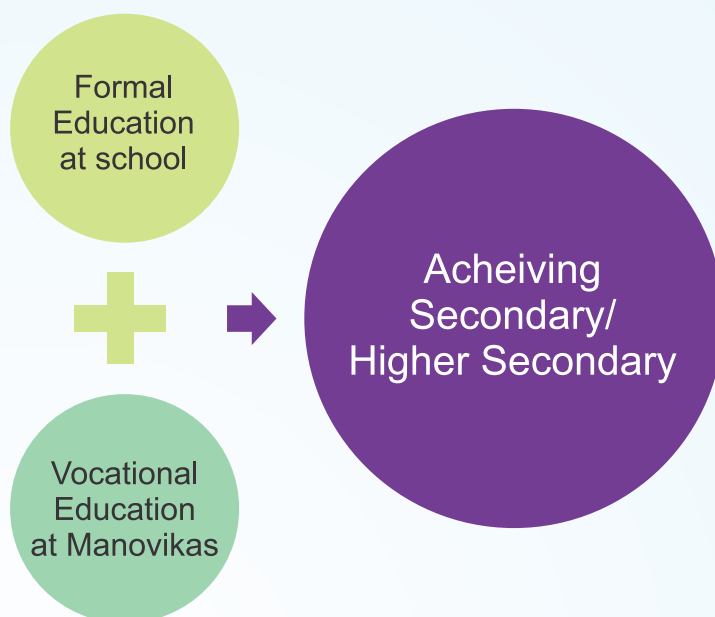 Formal
Education
at school
Acheiving
Secondary/
Higher Secondary
Vocational
Education
at Manovikas